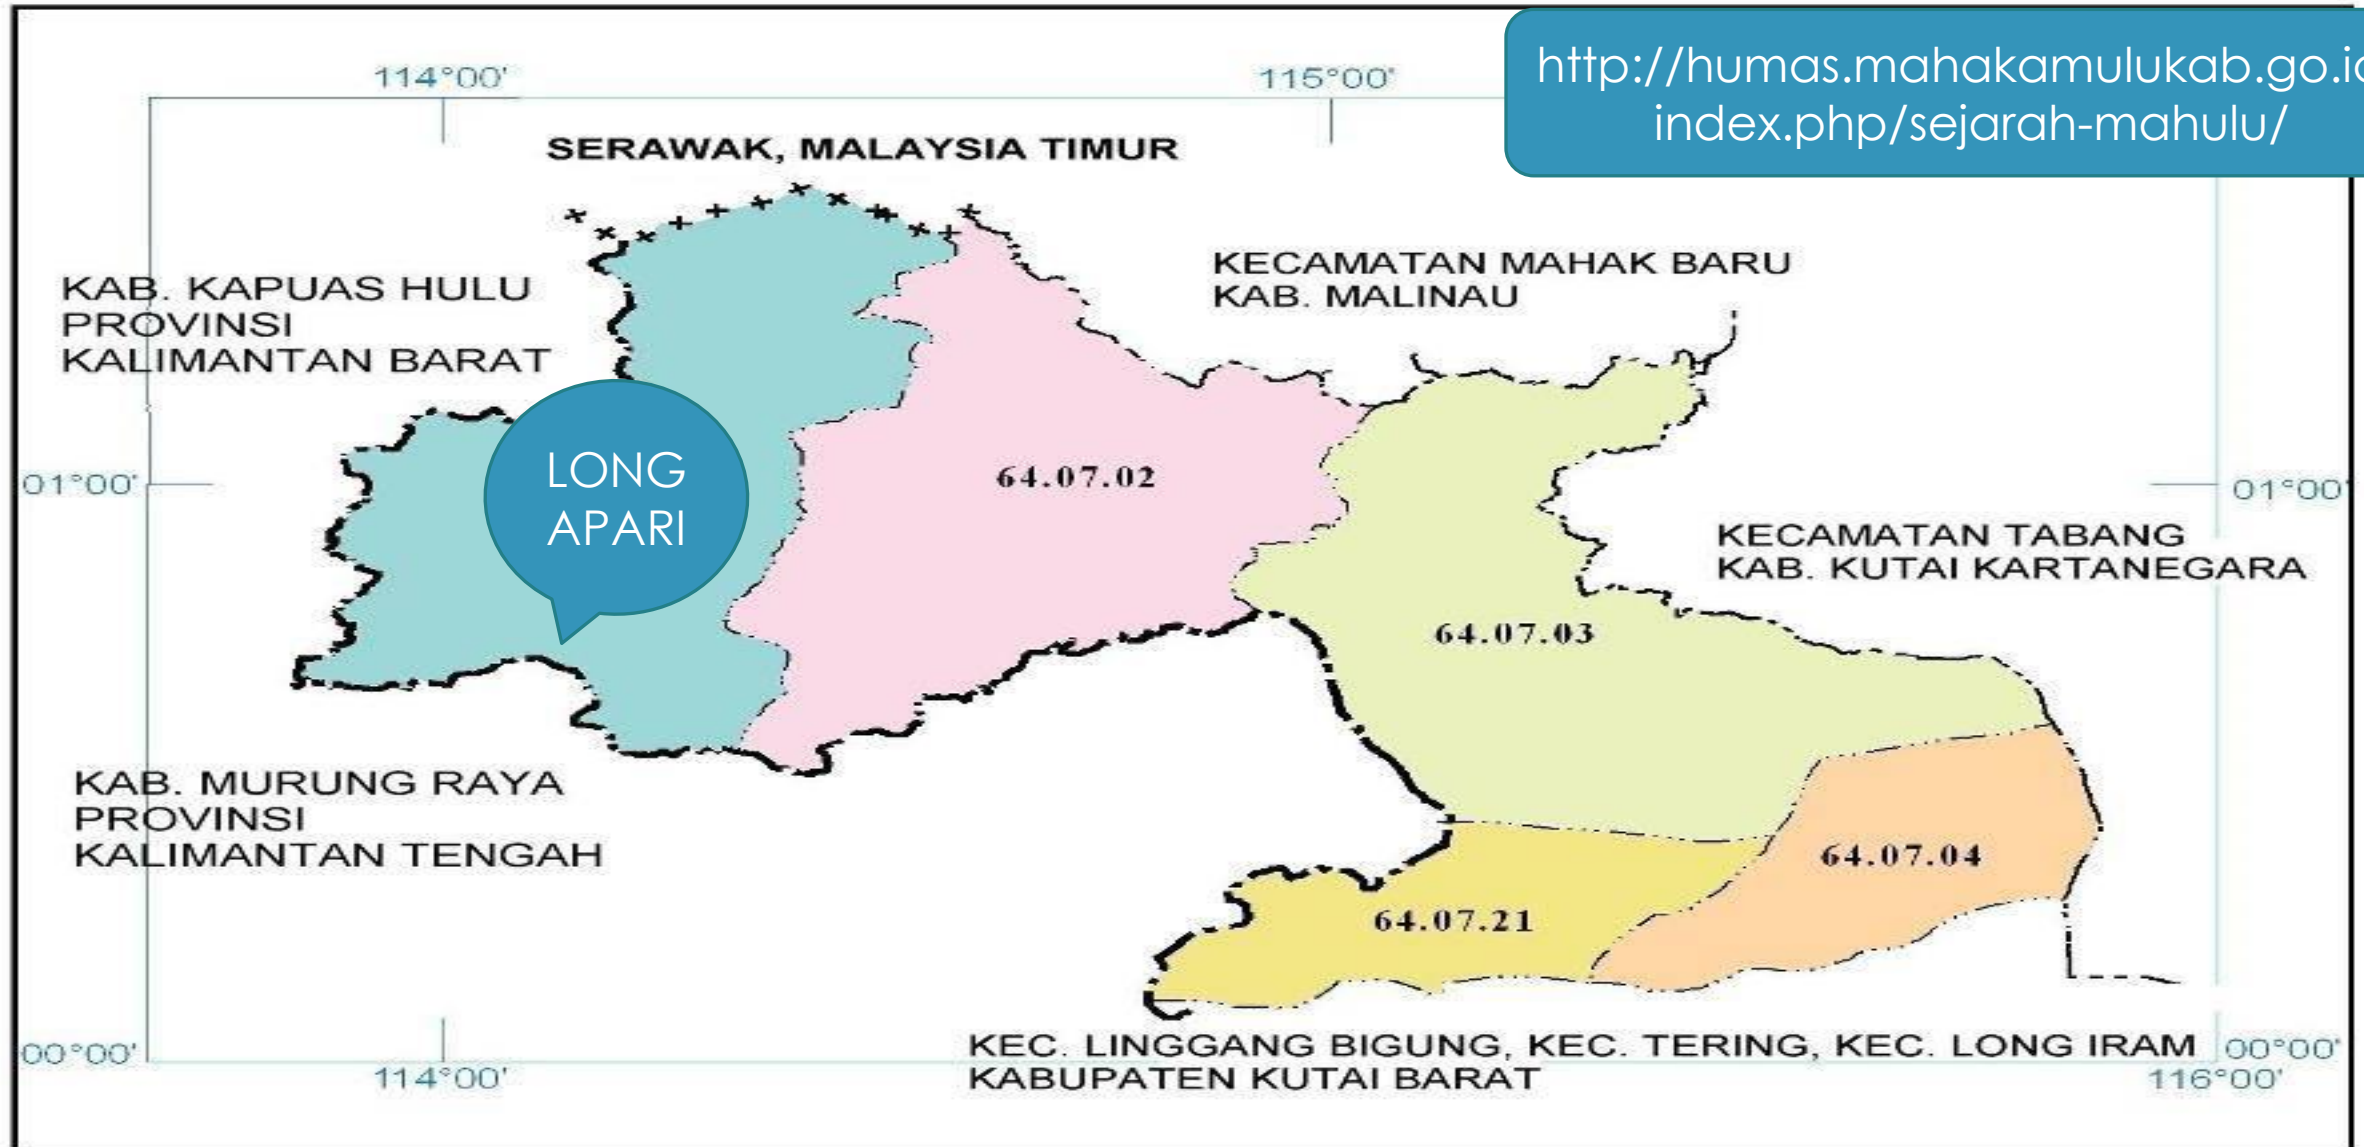 http://humas.mahakamulukab.go.id
index.php/sejarah-mahulu/
114°00'
115°00'
SERAWAK, MALAYSIA TIMUR
KAB. KAPUAS HULU
PROVINSI
KALIMANTAN BARAT
KECAMATAN MAHAK BARU
KAB. MALINAU
LONG
APARI
64.07.02
01°00'
01°00'
KECAMATAN TABANG
KAB. KUTAI KARTANEGARA
64.07.03
KAB. MURUNG RAYA
PROVINSI
KALIMANTAN TENGAH
64.07.04
64.07.21
00°00'
114°00'
KEC. LINGGANG BIGUNG, KEC. TERING, KEC. LONG IRAM
KABUPATEN KUTAI BARAT
00°00'
116°00'